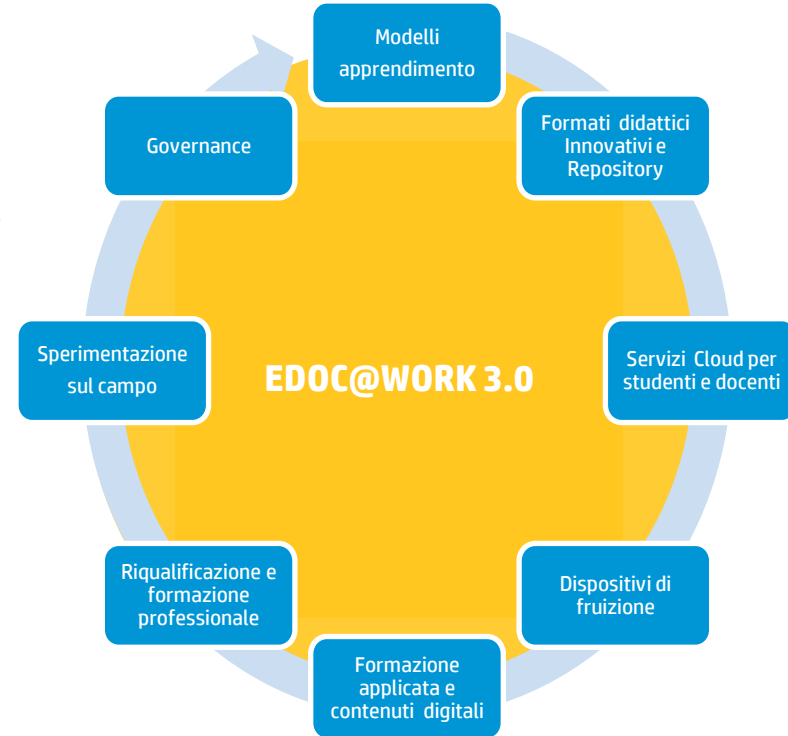 Modelli
apprendimento
Formati didattici
Innovativi e
Repository
Servizi Cloud per
studenti e docenti
Dispositivi di
fruizione
Formazione
applicata e
contenuti digitali
Riqualificazione e
formazione
professionale
Sperimentazione
sul campo
Governance
EDOC@WORK 3.0